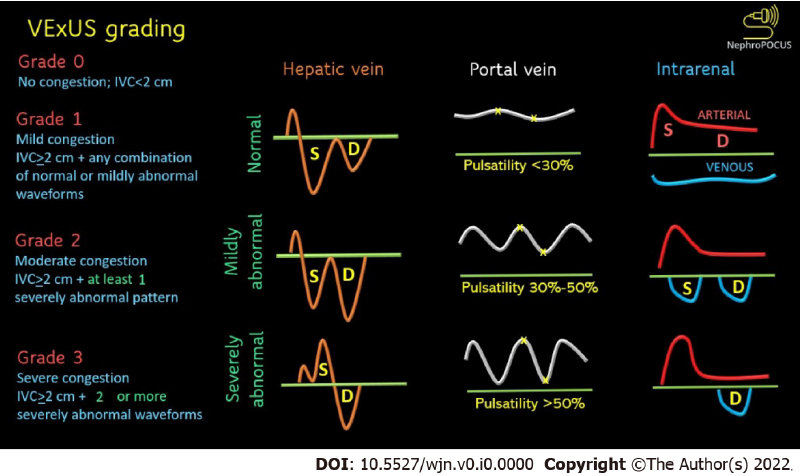 VExUS grading
NephroPOCUS
Grade 0
No congestion; IVC<2 cm
Grade 1
Mild congestion
IVC≥2 cm + any combination
of normal or mildly abnormal
waveforms
Grade 2
Moderate congestion
IVC≥2 cm + at least 1
severely abnormal pattern
Grade 3
Severe congestion
IVC≥2 cm + 2 or more
severely abnormal waveforms
Hepatic vein
Portal vein
Intrarenal
Normal
S
D
Pulsatility <30%
ARTERIAL
S
D
VENOUS
Mildly
abnormal
S
D
Pulsatility 30%-50%
S
D
Severely
abnormal
S
D
Pulsatility >50%
D
DOI: 10.5527/wjn.v0.i0.0000 Copyright ©The Author(s) 2022.